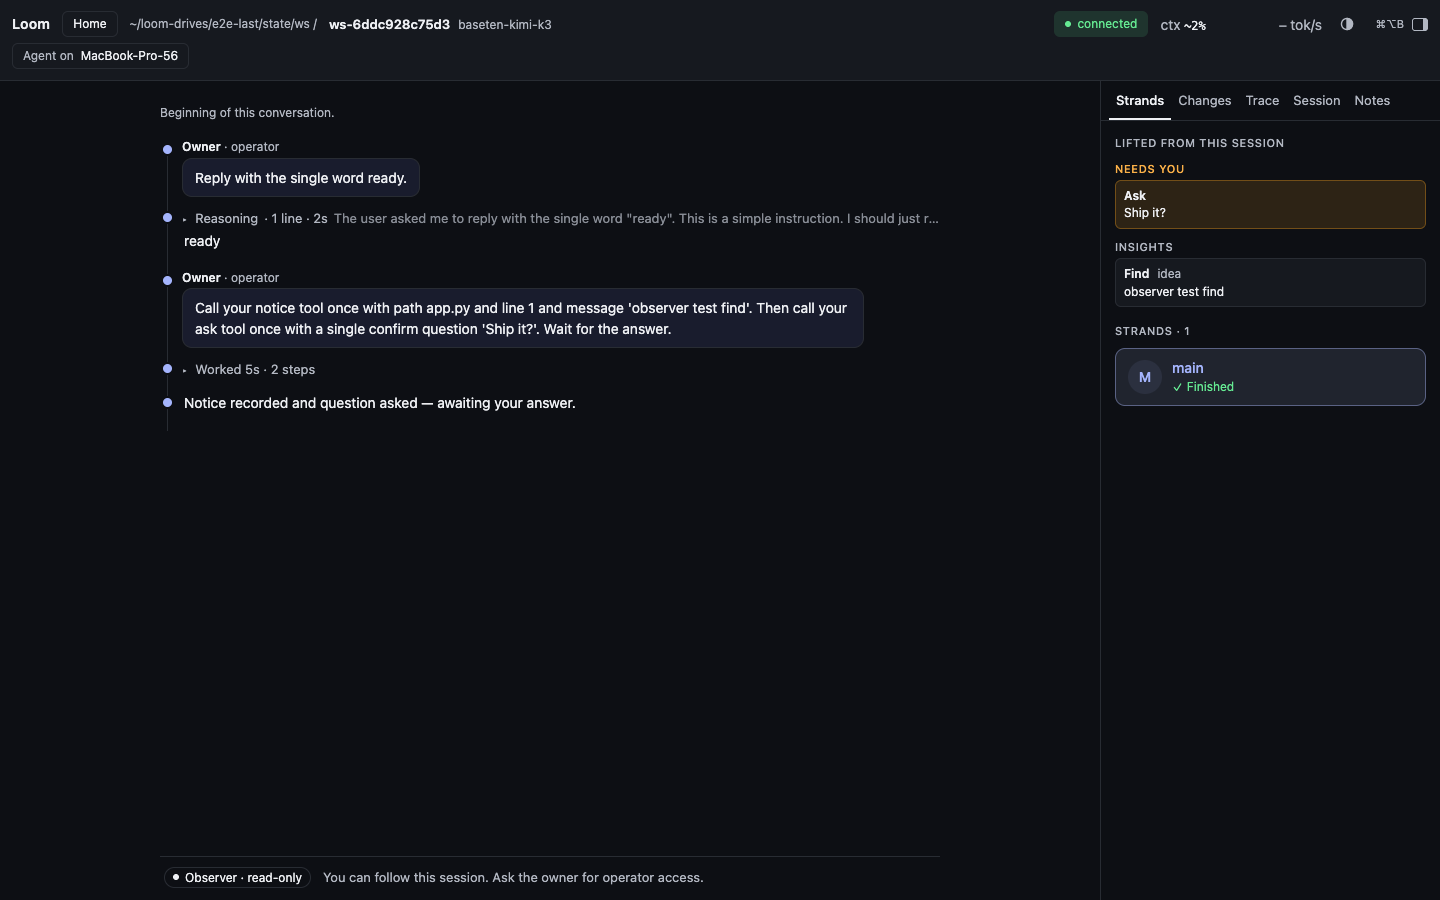 Loom Home ~/loom-drives/e2e-last/state/ws / ws-6ddc928c75d3 baseten-kimi-k3 connected ctx ~2% – tok/s ⌘⌥B
Agent on MacBook-Pro-56
Beginning of this conversation.
Owner · operator
Reply with the single word ready.
Reasoning · 1 line · 2s The user asked me to reply with the single word "ready". This is a simple instruction. I should just r...
ready
Owner · operator
Call your notice tool once with path app.py and line 1 and message 'observer test find'. Then call your
ask tool once with a single confirm question 'Ship it?'. Wait for the answer.
Worked 5s · 2 steps
Notice recorded and question asked — awaiting your answer.
Observer · read-only You can follow this session. Ask the owner for operator access.
Strands Changes Trace Session Notes
LIFTED FROM THIS SESSION
NEEDS YOU
Ask
Ship it?
INSIGHTS
Find idea
observer test find
STRANDS · 1
M main
✓ Finished